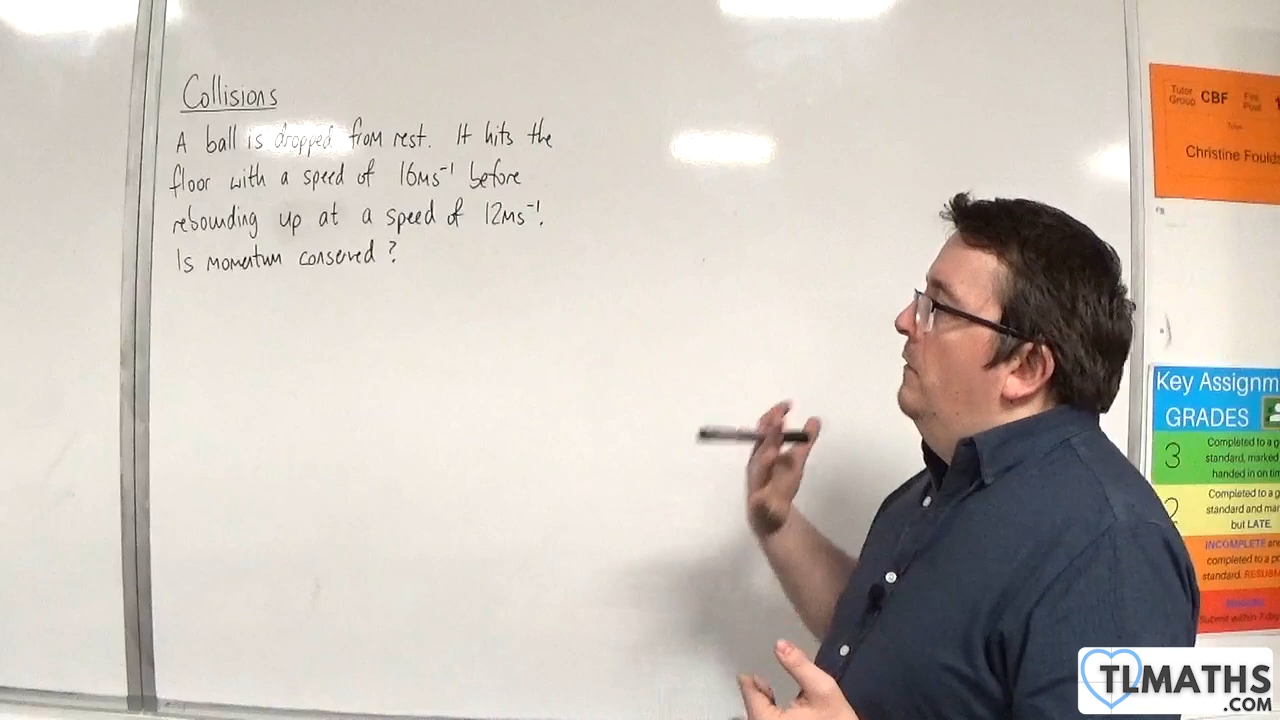 Collisions
A ball is dropped from rest. It hits the
floor with a speed of 16ms⁻¹ before
rebounding up at a speed of 12ms⁻¹.
Is momentum conserved?
Tutor
Group
CBF
Christine Foulds
Key Assignm
GRADES
3
Completed to a g
standard, marked
handed in on tim
2
Completed to a g
standard and mar
but LATE.
INCOMPLETE and
completed to a po
standard. RESUBM
Submit within 7 day
TLMATHS
.COM